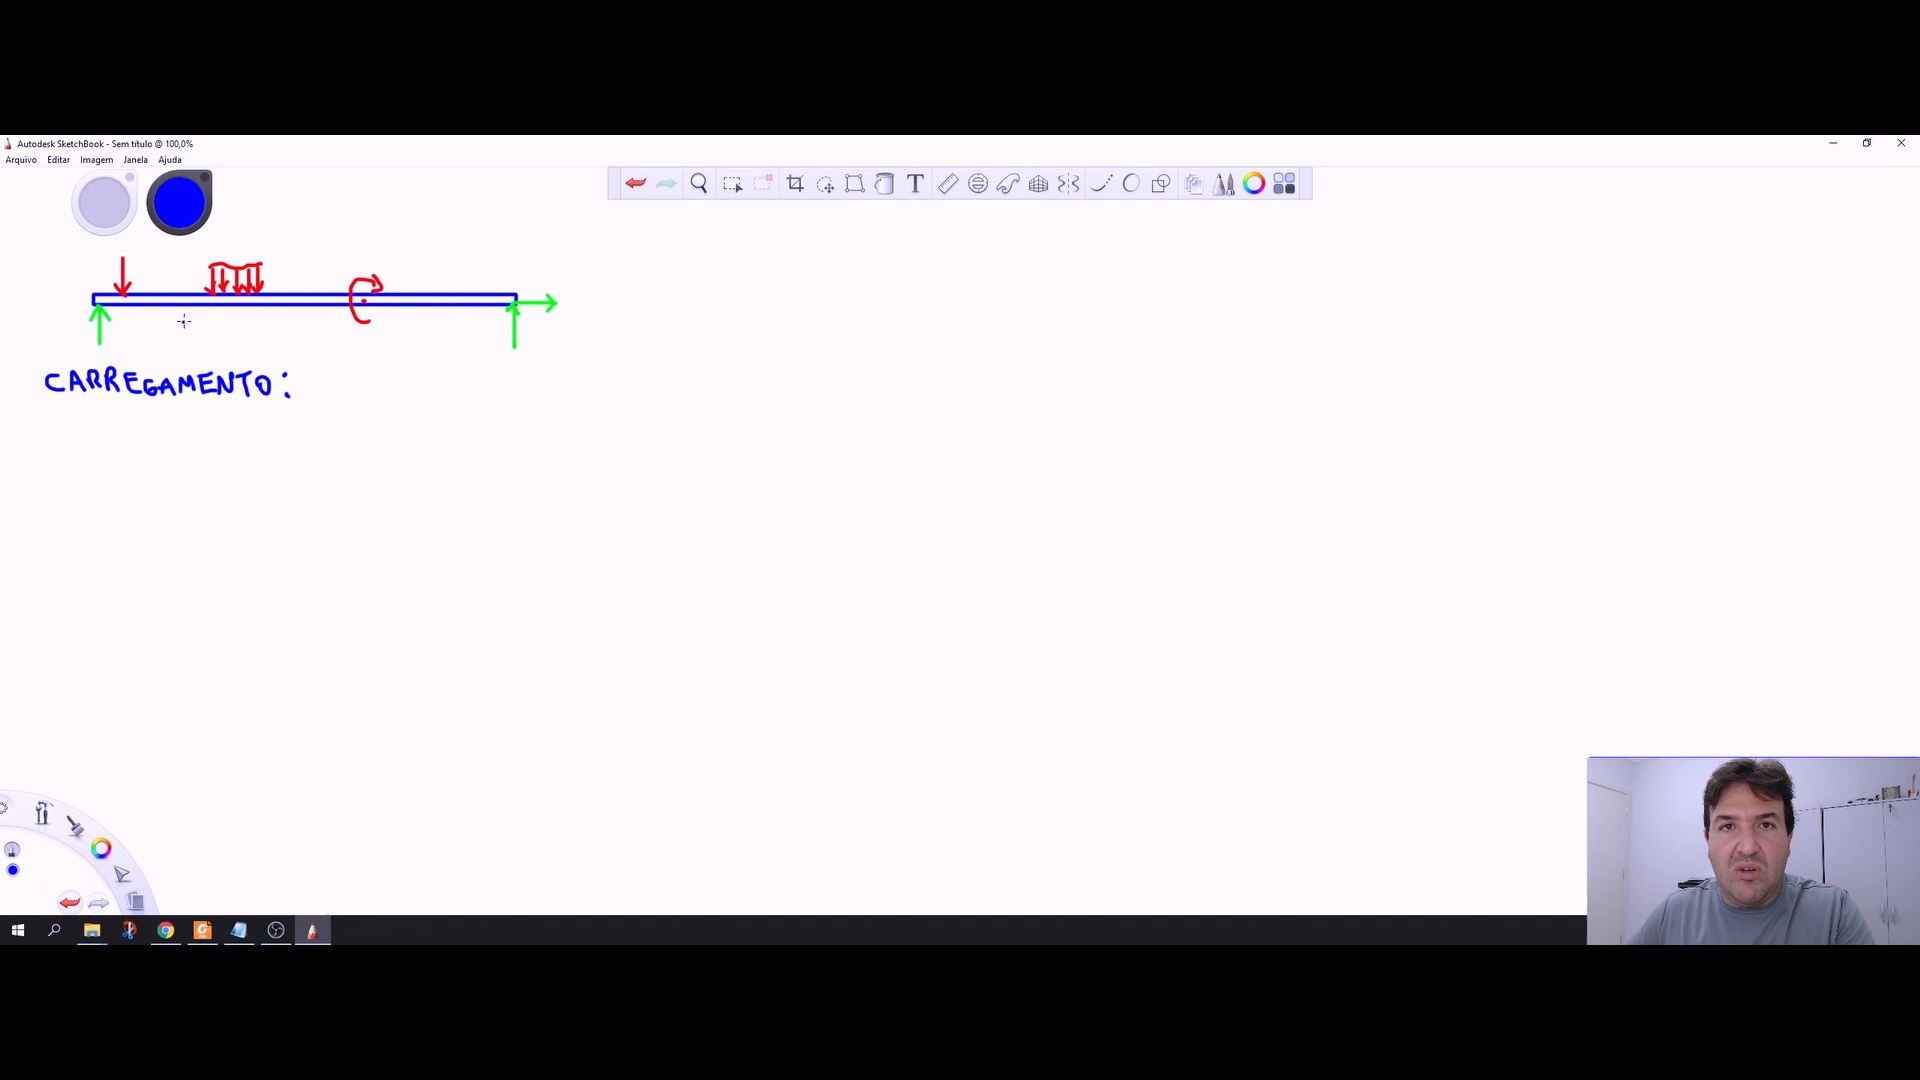 Autodesk SketchBook - Sem título @ 100,0%
Arquivo Editar Imagem Janela Ajuda
CARREGAMENTO: